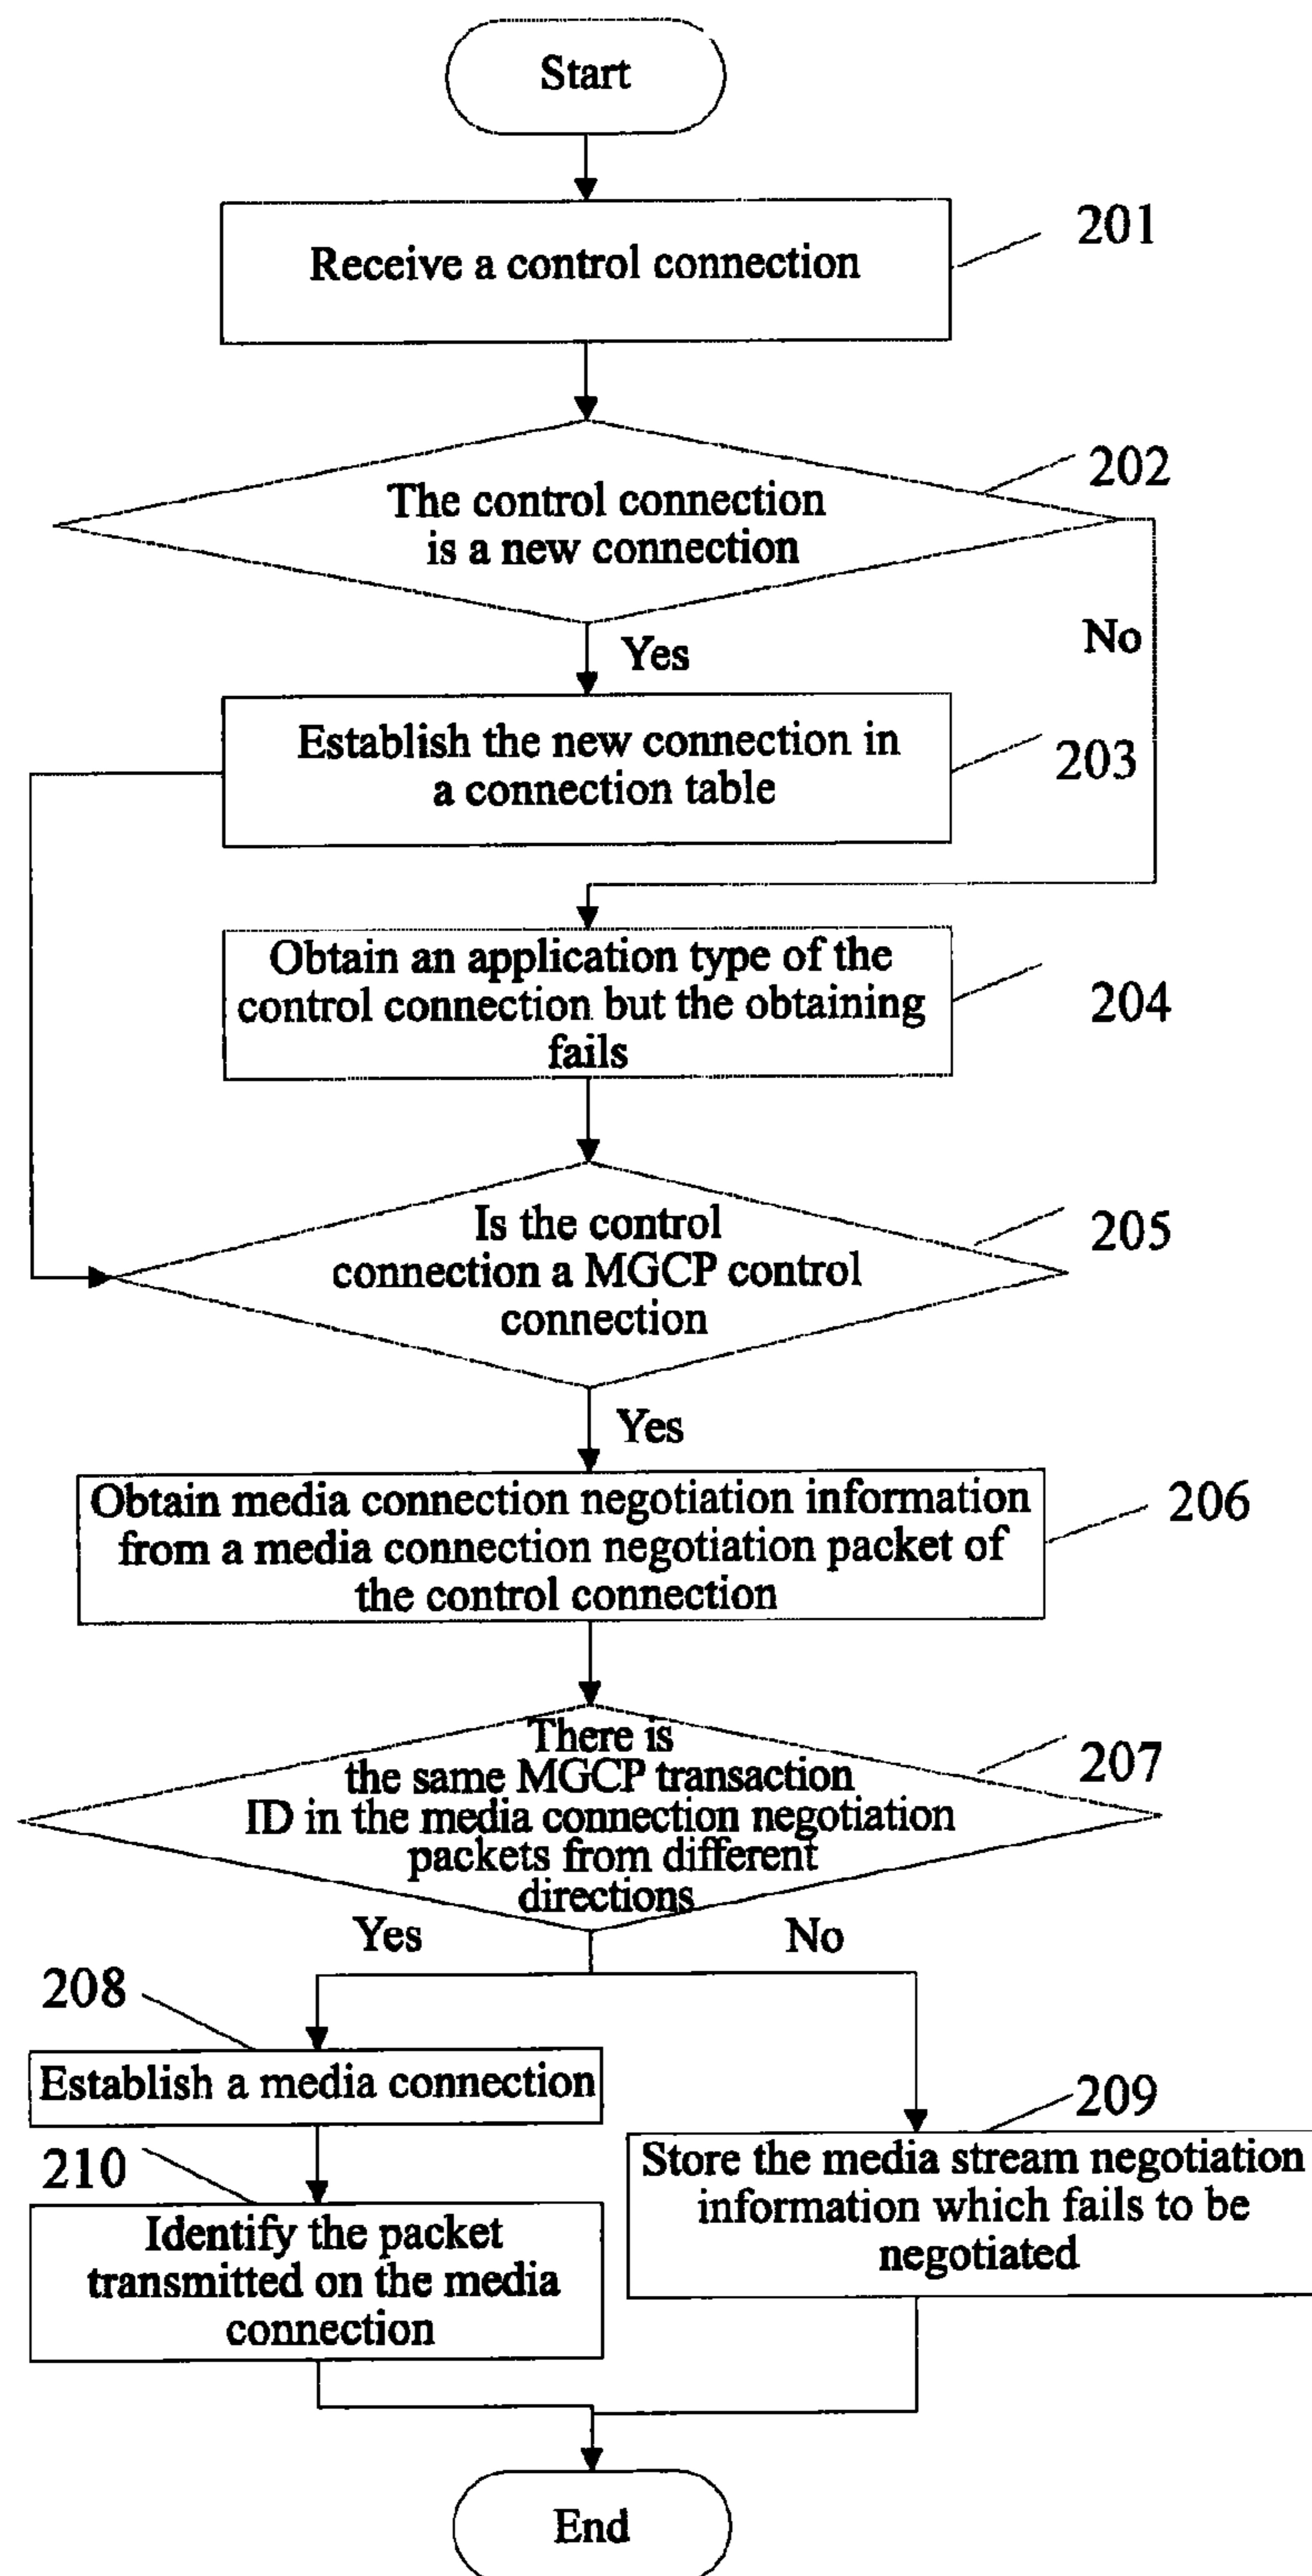 Start
Receive a control connection
201
The control connection
is a new connection
202
Yes
No
Establish the new connection in
a connection table
203
Obtain an application type of the
control connection but the obtaining
fails
204
Is the control
connection a MGCP control
connection
205
Yes
Obtain media connection negotiation information
from a media connection negotiation packet of
the control connection
206
There is
the same MGCP transaction
ID in the media connection negotiation
packets from different
directions
207
Yes
No
208
Establish a media connection
209
Store the media stream negotiation
information which fails to be
negotiated
210
Identify the packet
transmitted on the media
connection
End